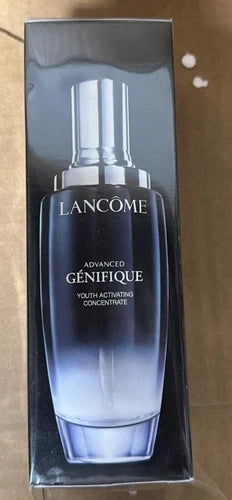 LANCÔME
ADVANCED
GÉNIFIQUE
YOUTH ACTIVATING
CONCENTRATE